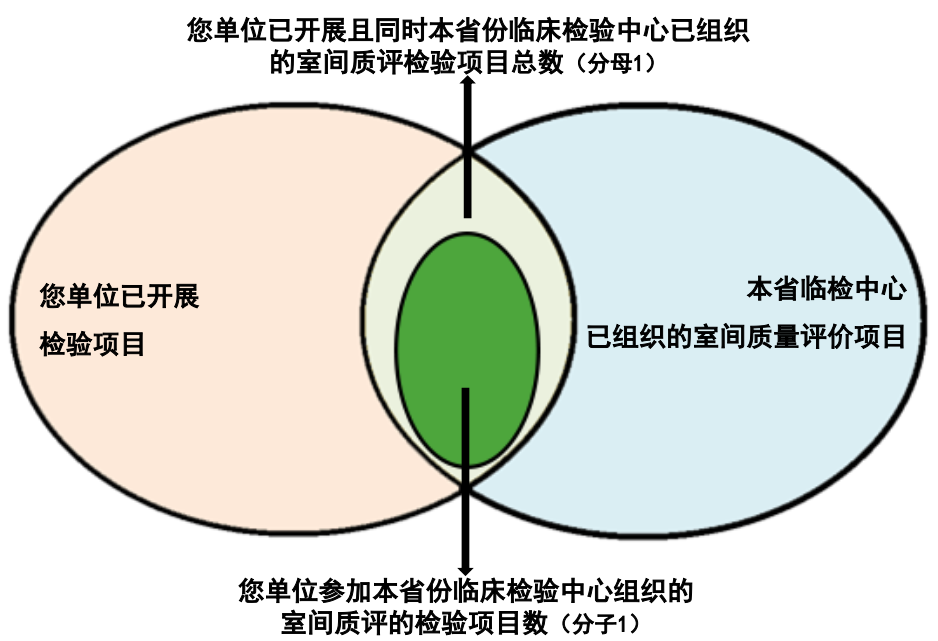 您单位已开展且同时本省份临床检验中心已组织
的室间质评检验项目总数（分母1）
您单位已开展
检验项目
本省临检中心
已组织的室间质量评价项目
您单位参加本省份临床检验中心组织的
室间质评的检验项目数（分子1）